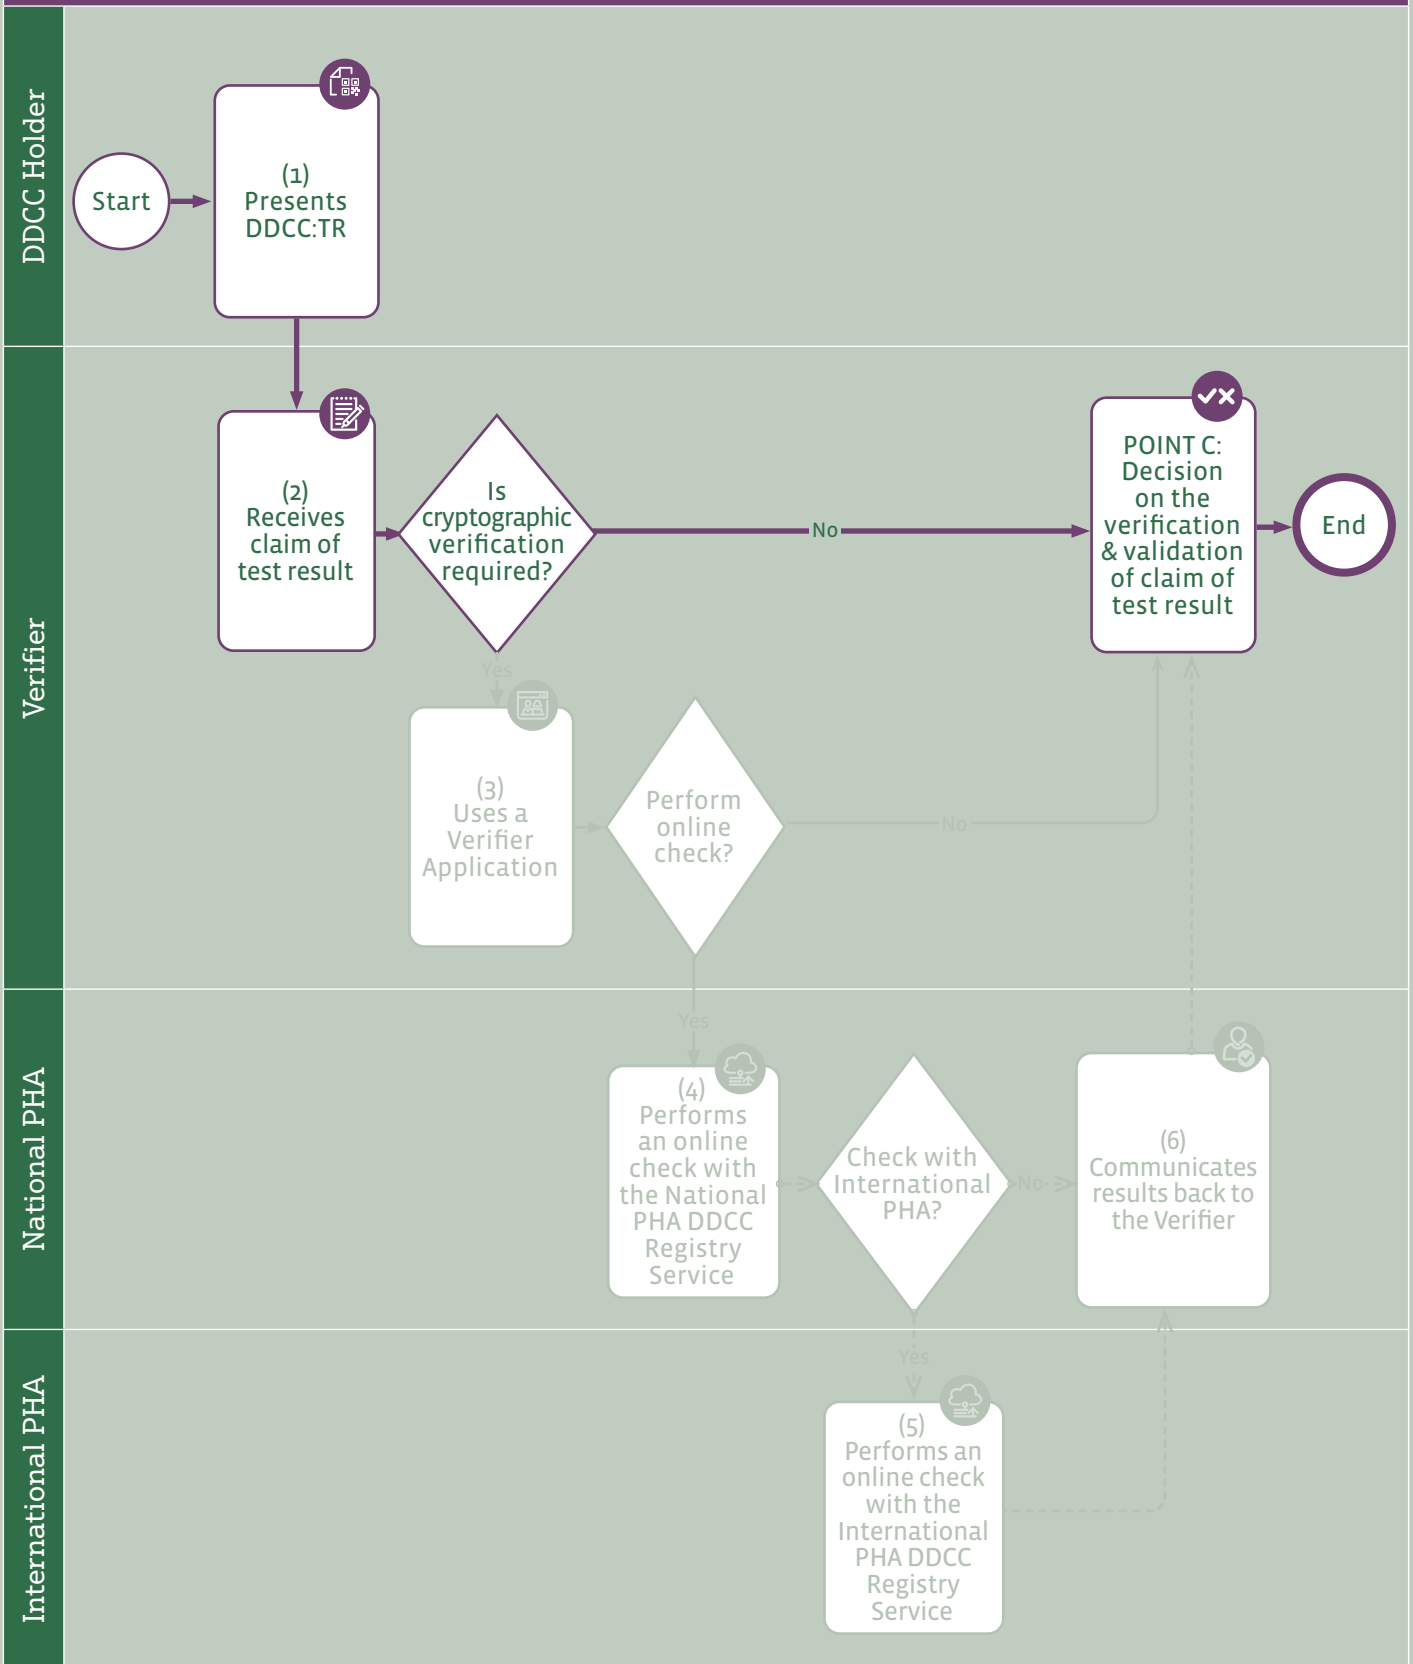 DDCC Holder
Start
(1)
Presents
DDCC:TR
Verifier
(2)
Receives
claim of
test result
Is
cryptographic
verification
required?
No
POINT C:
Decision
on the
verification
& validation
of claim of
test result
End
Yes
(3)
Uses a
Verifier
Application
Perform
online
check?
No
National PHA
Yes
(4)
Performs
an online
check with
the National
PHA DDCC
Registry
Service
Check with
International
PHA?
No
(6)
Communicates
results back to
the Verifier
International PHA
Yes
(5)
Performs an
online check
with the
International
PHA DDCC
Registry
Service